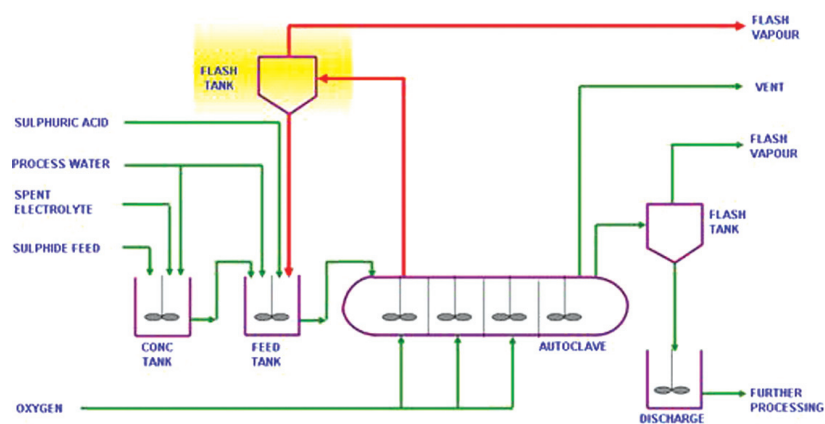 FLASH
VAPOUR
FLASH
TANK
VENT
SULPHURIC ACID
FLASH
VAPOUR
PROCESS WATER
SPENT
ELECTROLYTE
FLASH
TANK
SULPHIDE FEED
CONC
TANK
FEED
TANK
AUTOCLAVE
FURTHER
PROCESSING
OXYGEN
DISCHARGE